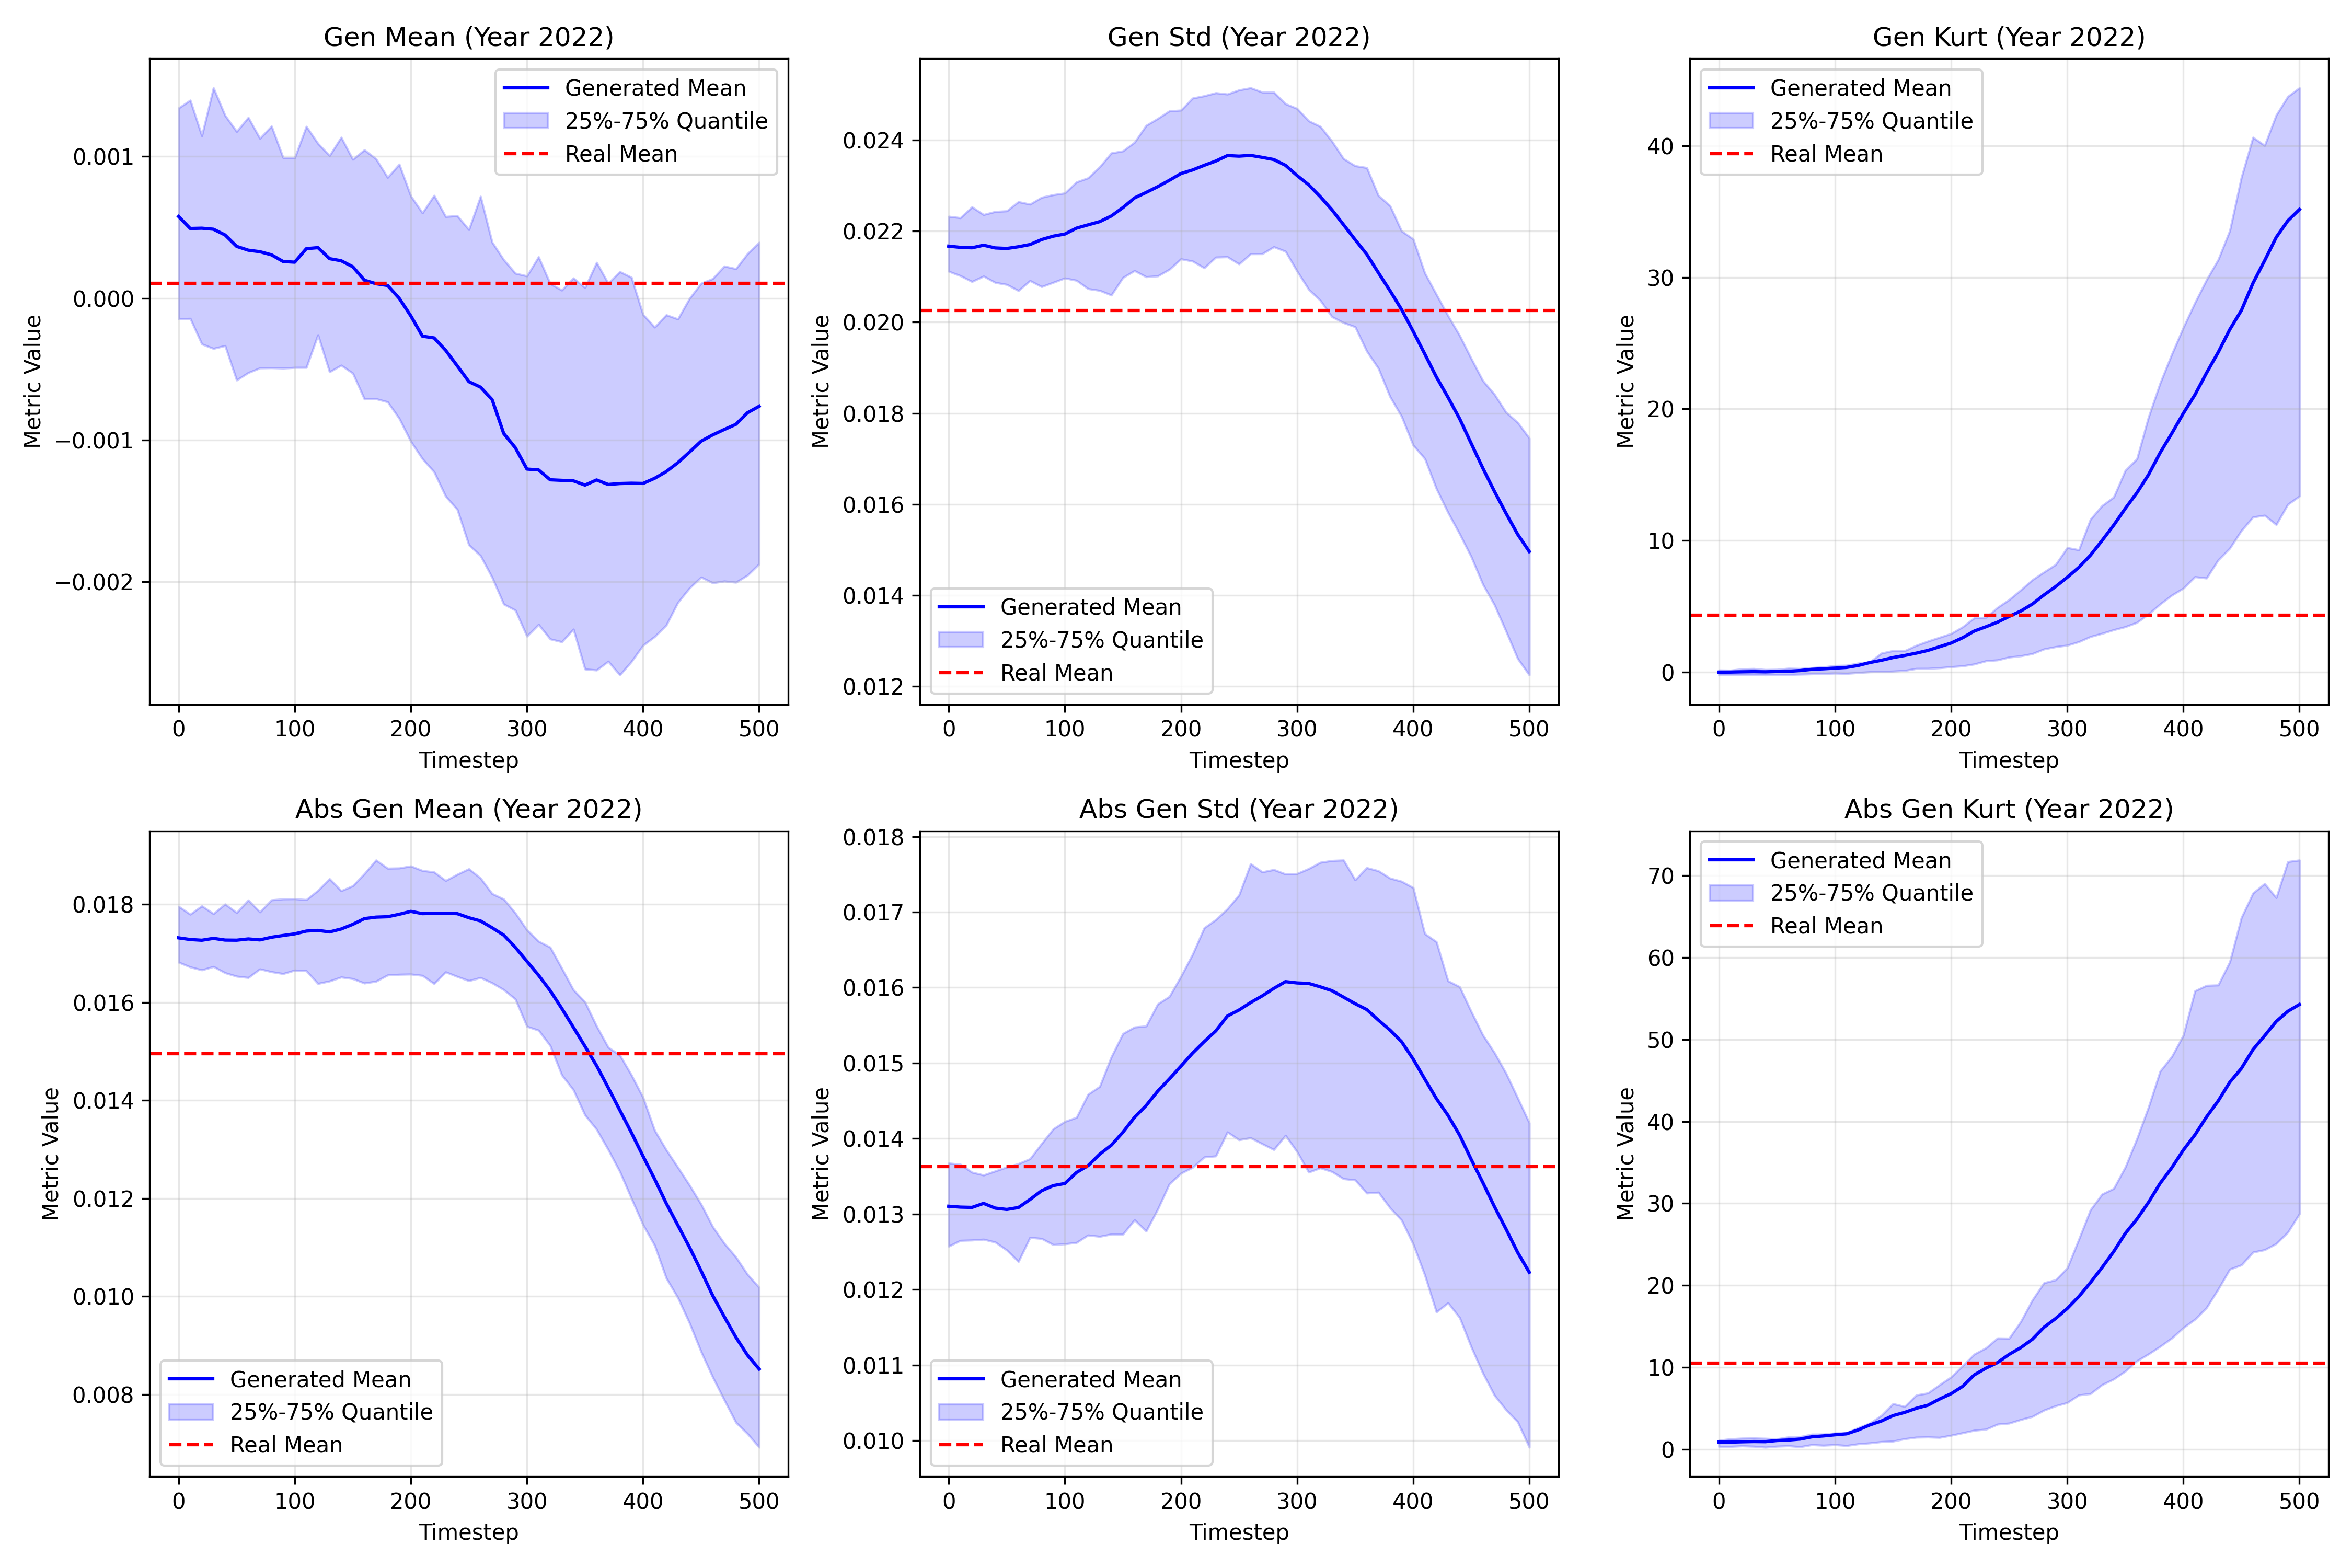 Gen Mean (Year 2022)
Metric Value
0.001
0.000
−0.001
−0.002
Generated Mean
25%-75% Quantile
Real Mean
0 100 200 300 400 500
Timestep
Gen Std (Year 2022)
Metric Value
0.024
0.022
0.020
0.018
0.016
0.014
0.012
Generated Mean
25%-75% Quantile
Real Mean
0 100 200 300 400 500
Timestep
Gen Kurt (Year 2022)
Metric Value
40
30
20
10
0
Generated Mean
25%-75% Quantile
Real Mean
0 100 200 300 400 500
Timestep
Abs Gen Mean (Year 2022)
Metric Value
0.018
0.016
0.014
0.012
0.010
0.008
Generated Mean
25%-75% Quantile
Real Mean
0 100 200 300 400 500
Timestep
Abs Gen Std (Year 2022)
Metric Value
0.018
0.017
0.016
0.015
0.014
0.013
0.012
0.011
0.010
Generated Mean
25%-75% Quantile
Real Mean
0 100 200 300 400 500
Timestep
Abs Gen Kurt (Year 2022)
Metric Value
70
60
50
40
30
20
10
0
Generated Mean
25%-75% Quantile
Real Mean
0 100 200 300 400 500
Timestep